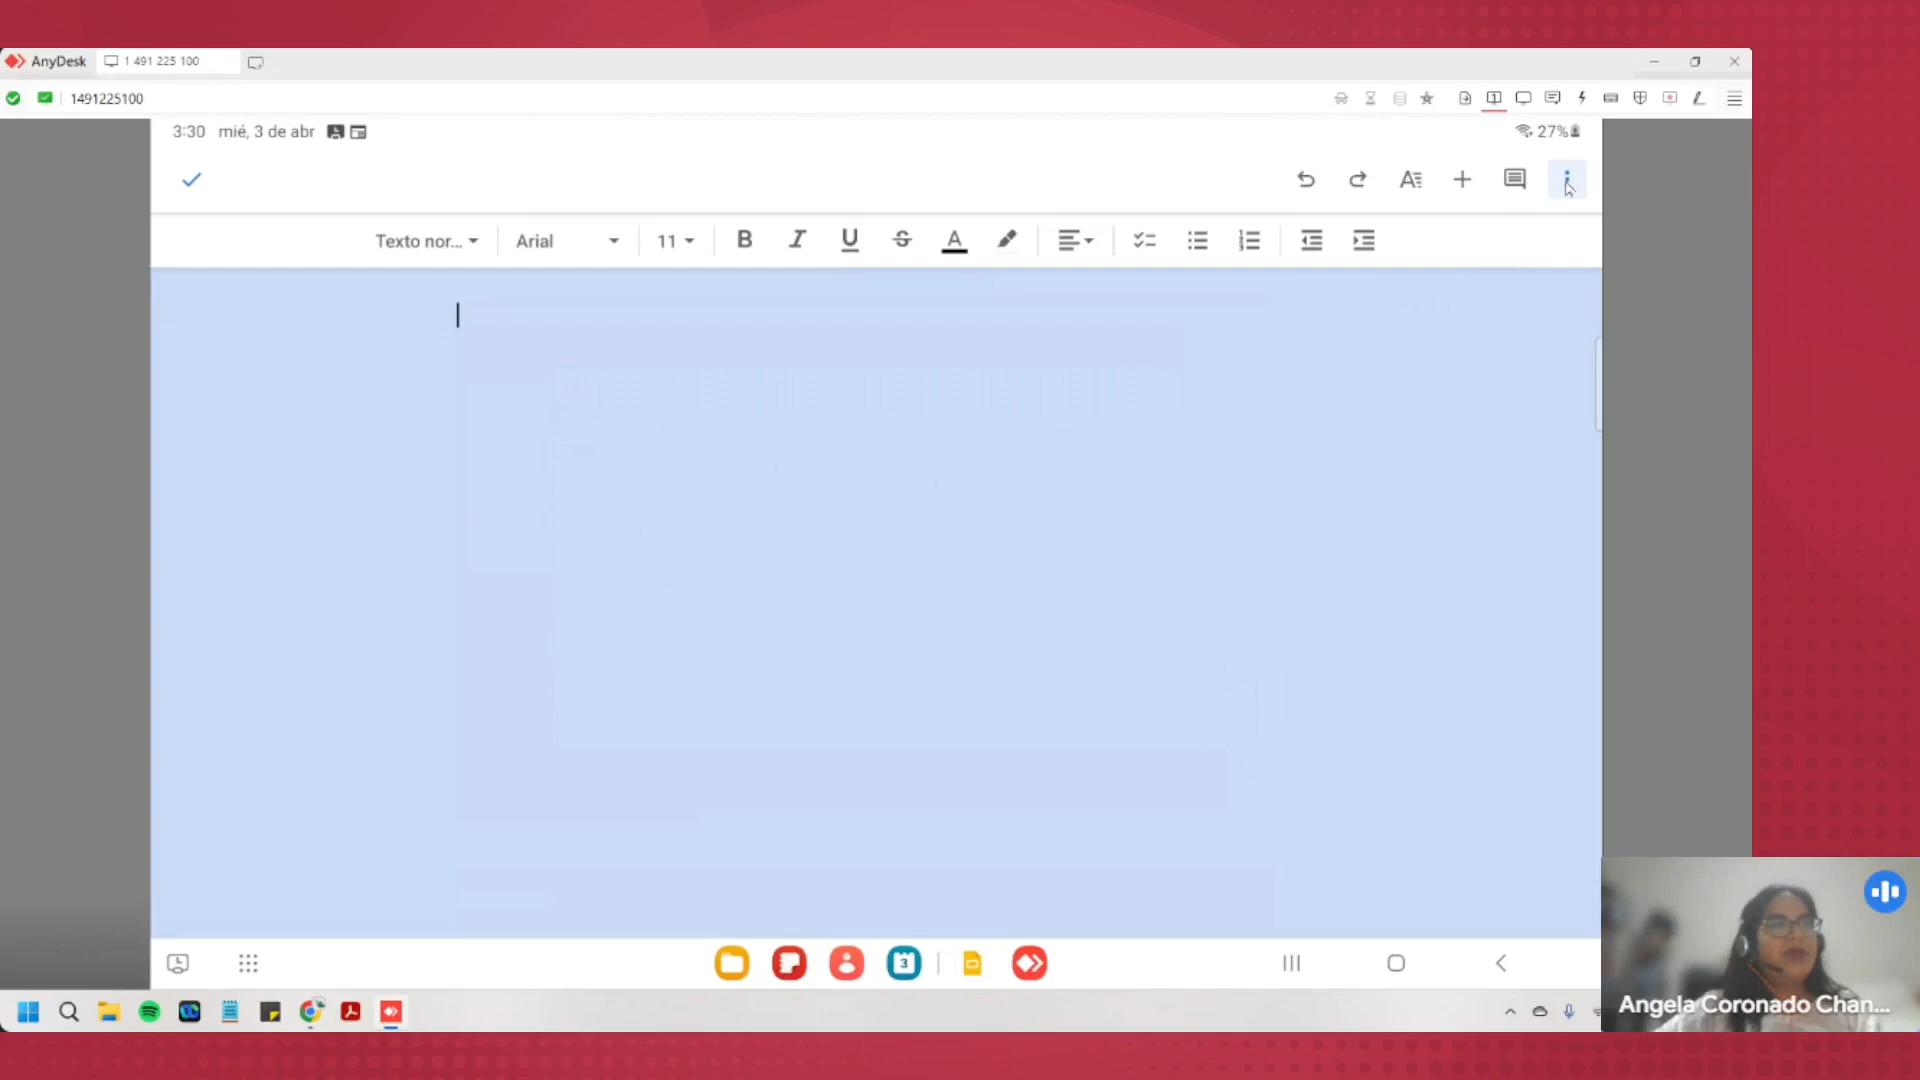 AnyDesk 1 491 225 100
1491225100
3:30 mié, 3 de abr 27%
Texto nor... Arial 11 B I U S A
3
Angela Coronado Chan...